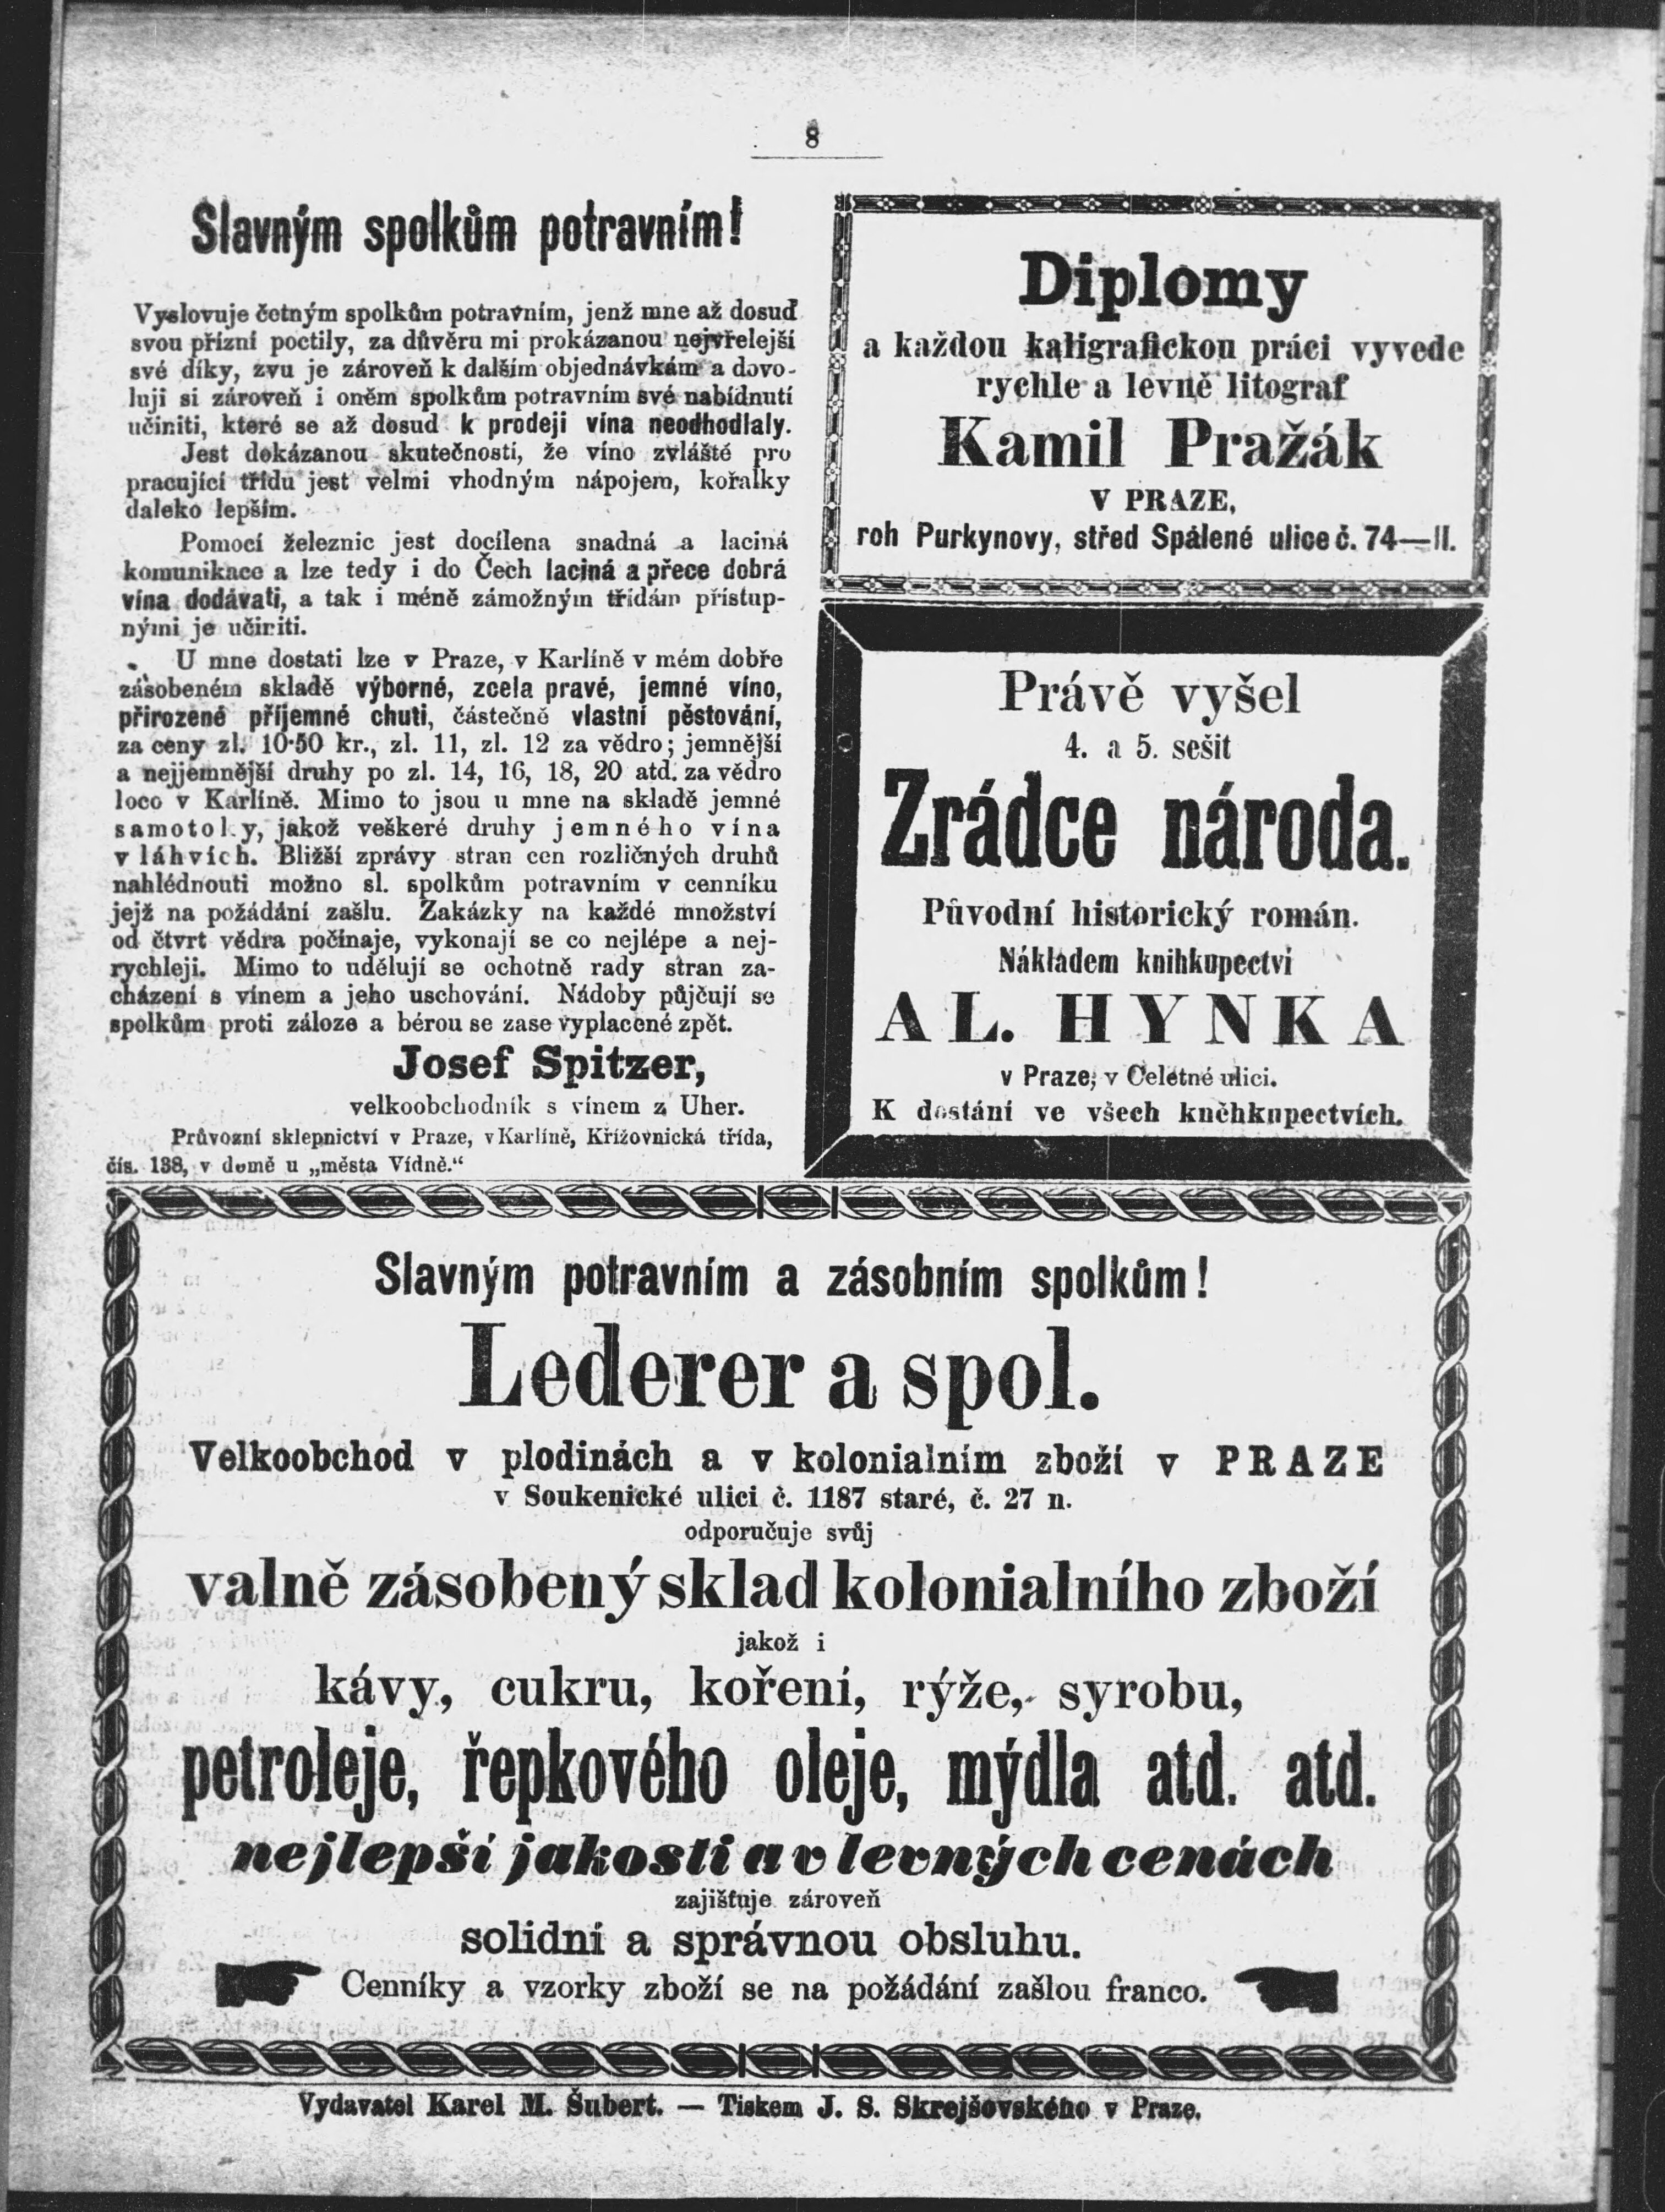 8
Slavným spolkům potravním!
Vyslovuje četným spolkům potravním, jenž mne až dosud
svou přízní poctily, za důvěru mi prokázanou nejvřelejší
své díky, zvu je zároveň k dalším objednávkám a dovo-
luji si zároveň i oněm spolkům potravním své nabídnutí
učiniti, které se až dosud k prodeji vína neodhodlaly.
Jest dokázanou skutečností, že víno zvláště pro
pracující třídu jest velmi vhodným nápojem, kořalky
daleko lepším.
Pomocí železnic jest docílena snadná a laciná
komunikace a lze tedy i do Čech laciná a přece dobrá
vína dodávati, a tak i méně zámožným třídám přístup-
nými je učiniti.
U mne dostati lze v Praze, v Karlíně v mém dobře
zásobeném skladě výborné, zcela pravé, jemné víno,
přirozené příjemné chuti, částečně vlastní pěstování,
za ceny zl. 10·50 kr., zl. 11, zl. 12 za vědro; jemnější
a nejjemnější druhy po zl. 14, 16, 18, 20 atd. za vědro
loco v Karlíně. Mimo to jsou u mne na skladě jemné
samotoky, jakož veškeré druhy jemného vína
v láhvích. Bližší zprávy stran cen rozličných druhů
nahlédnouti možno sl. spolkům potravním v cenníku
jejž na požádání zašlu. Zakázky na každé množství
od čtvrt vědra počínaje, vykonají se co nejlépe a nej-
rychleji. Mimo to udělují se ochotně rady stran za-
cházení s vínem a jeho uschování. Nádoby půjčují se
spolkům proti záloze a bérou se zase vyplacené zpět.
Josef Spitzer,
velkoobchodník s vínem z Uher.
Průvozní sklepnictví v Praze, v Karlíně, Křížovnická třída,
čís. 138, v domě u „města Vídně.“
Diplomy
a každou kaligrafickou práci vyvede
rychle a levně litograf
Kamil Pražák
V PRAZE,
roh Purkynovy, střed Spálené ulice č. 74—II.
Právě vyšel
4. a 5. sešit
Zrádce národa.
Původní historický román.
Nákladem knihkupectví
AL. HYNKA
v Praze, v Celetné ulici.
K dostání ve všech kněhkupectvích.
Slavným potravním a zásobním spolkům!
Lederer a spol.
Velkoobchod v plodinách a v kolonialním zboží v PRAZE
v Soukenické ulici č. 1187 staré, č. 27 n.
odporučuje svůj
valně zásobený sklad kolonialního zboží
jakož i
kávy, cukru, koření, rýže, syrobu,
petroleje, řepkového oleje, mýdla atd. atd.
nejlepší jakosti a v levných cenách
zajišťuje zároveň
solidní a správnou obsluhu.
Cenníky a vzorky zboží se na požádání zašlou franco.
Vydavatel Karel M. Šubert. — Tiskem J. S. Skrejšovského v Praze.